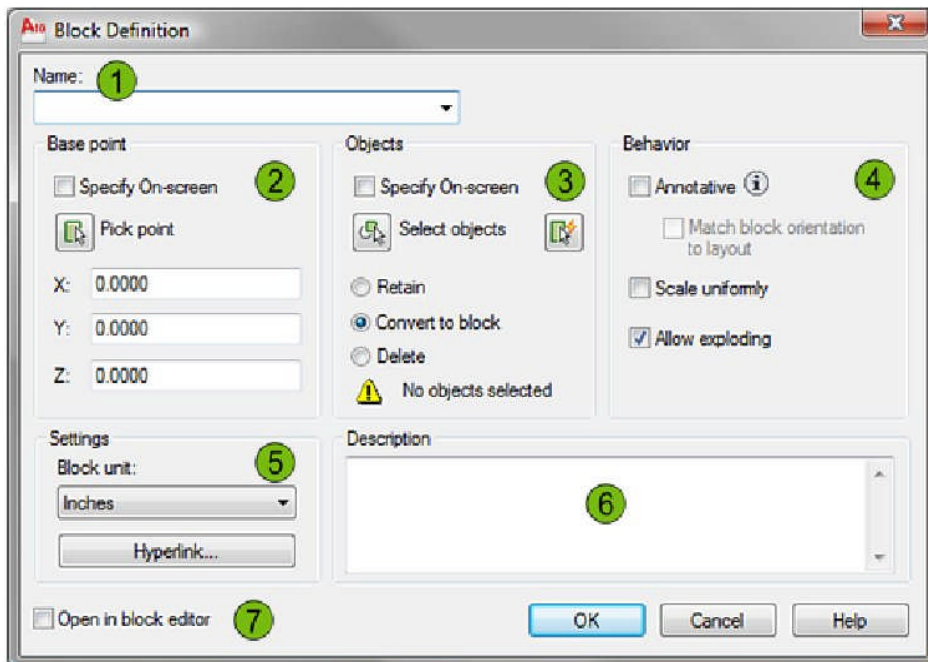 A10 Block Definition
Name: 1
Base point
2
Specify On-screen
Pick point
X: 0.0000
Y: 0.0000
Z: 0.0000
Objects
3
Specify On-screen
Select objects
Retain
Convert to block
Delete
No objects selected
Behavior
4
Annotative i
Match block orientation
to layout
Scale uniformly
Allow exploding
Settings
5
Block unit:
Inches
Hyperlink...
Description
6
Open in block editor 7
OK Cancel Help